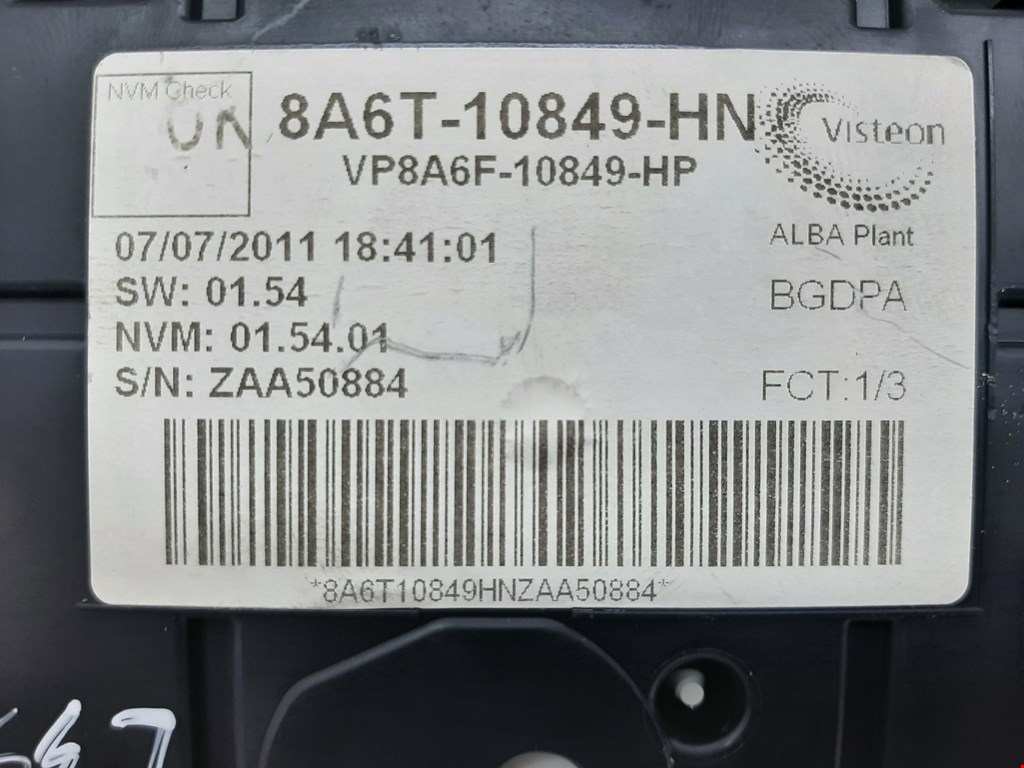 NVM Check
OK
8A6T-10849-HN
VP8A6F-10849-HP
Visteon
ALBA Plant
07/07/2011 18:41:01
SW: 01.54
BGDPA
NVM: 01.54.01
S/N: ZAA50884
FCT:1/3
*8A6T10849HNZAA50884*